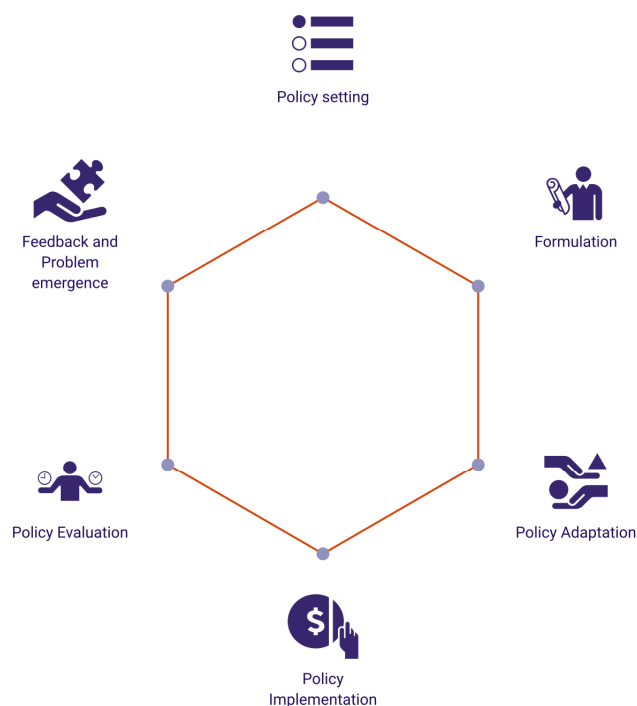 Policy setting
Feedback and
Problem
emergence
Formulation
Policy Evaluation
Policy Adaptation
$
Policy
Implementation